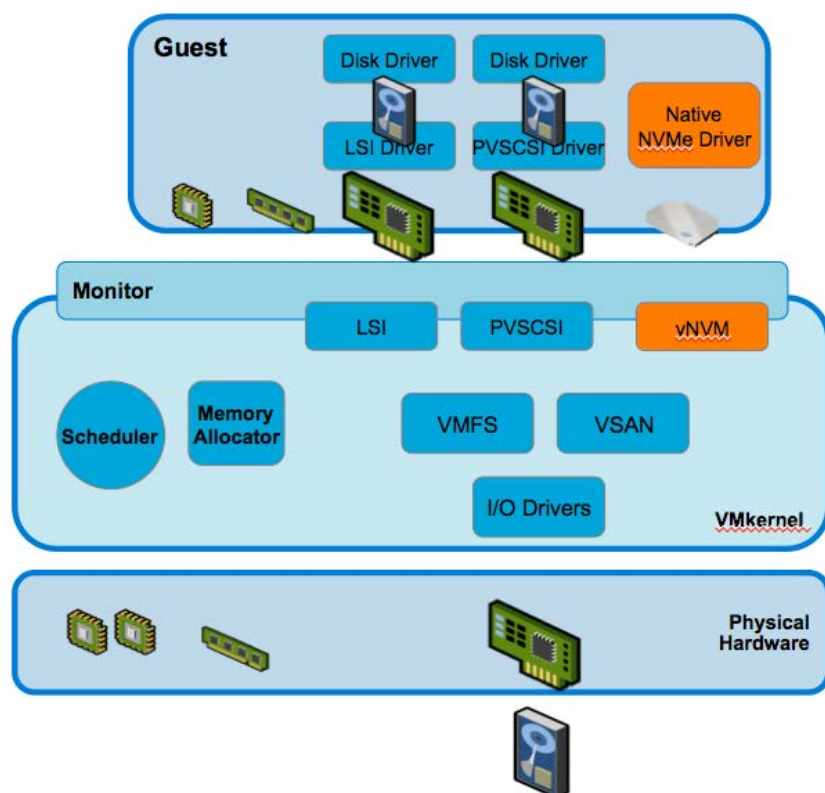 Guest
Disk Driver
Disk Driver
LSI Driver
PVSCSI Driver
Native
NVMe Driver
Monitor
LSI
PVSCSI
vNVM
Scheduler
Memory
Allocator
VMFS
VSAN
I/O Drivers
VMkernel
Physical
Hardware